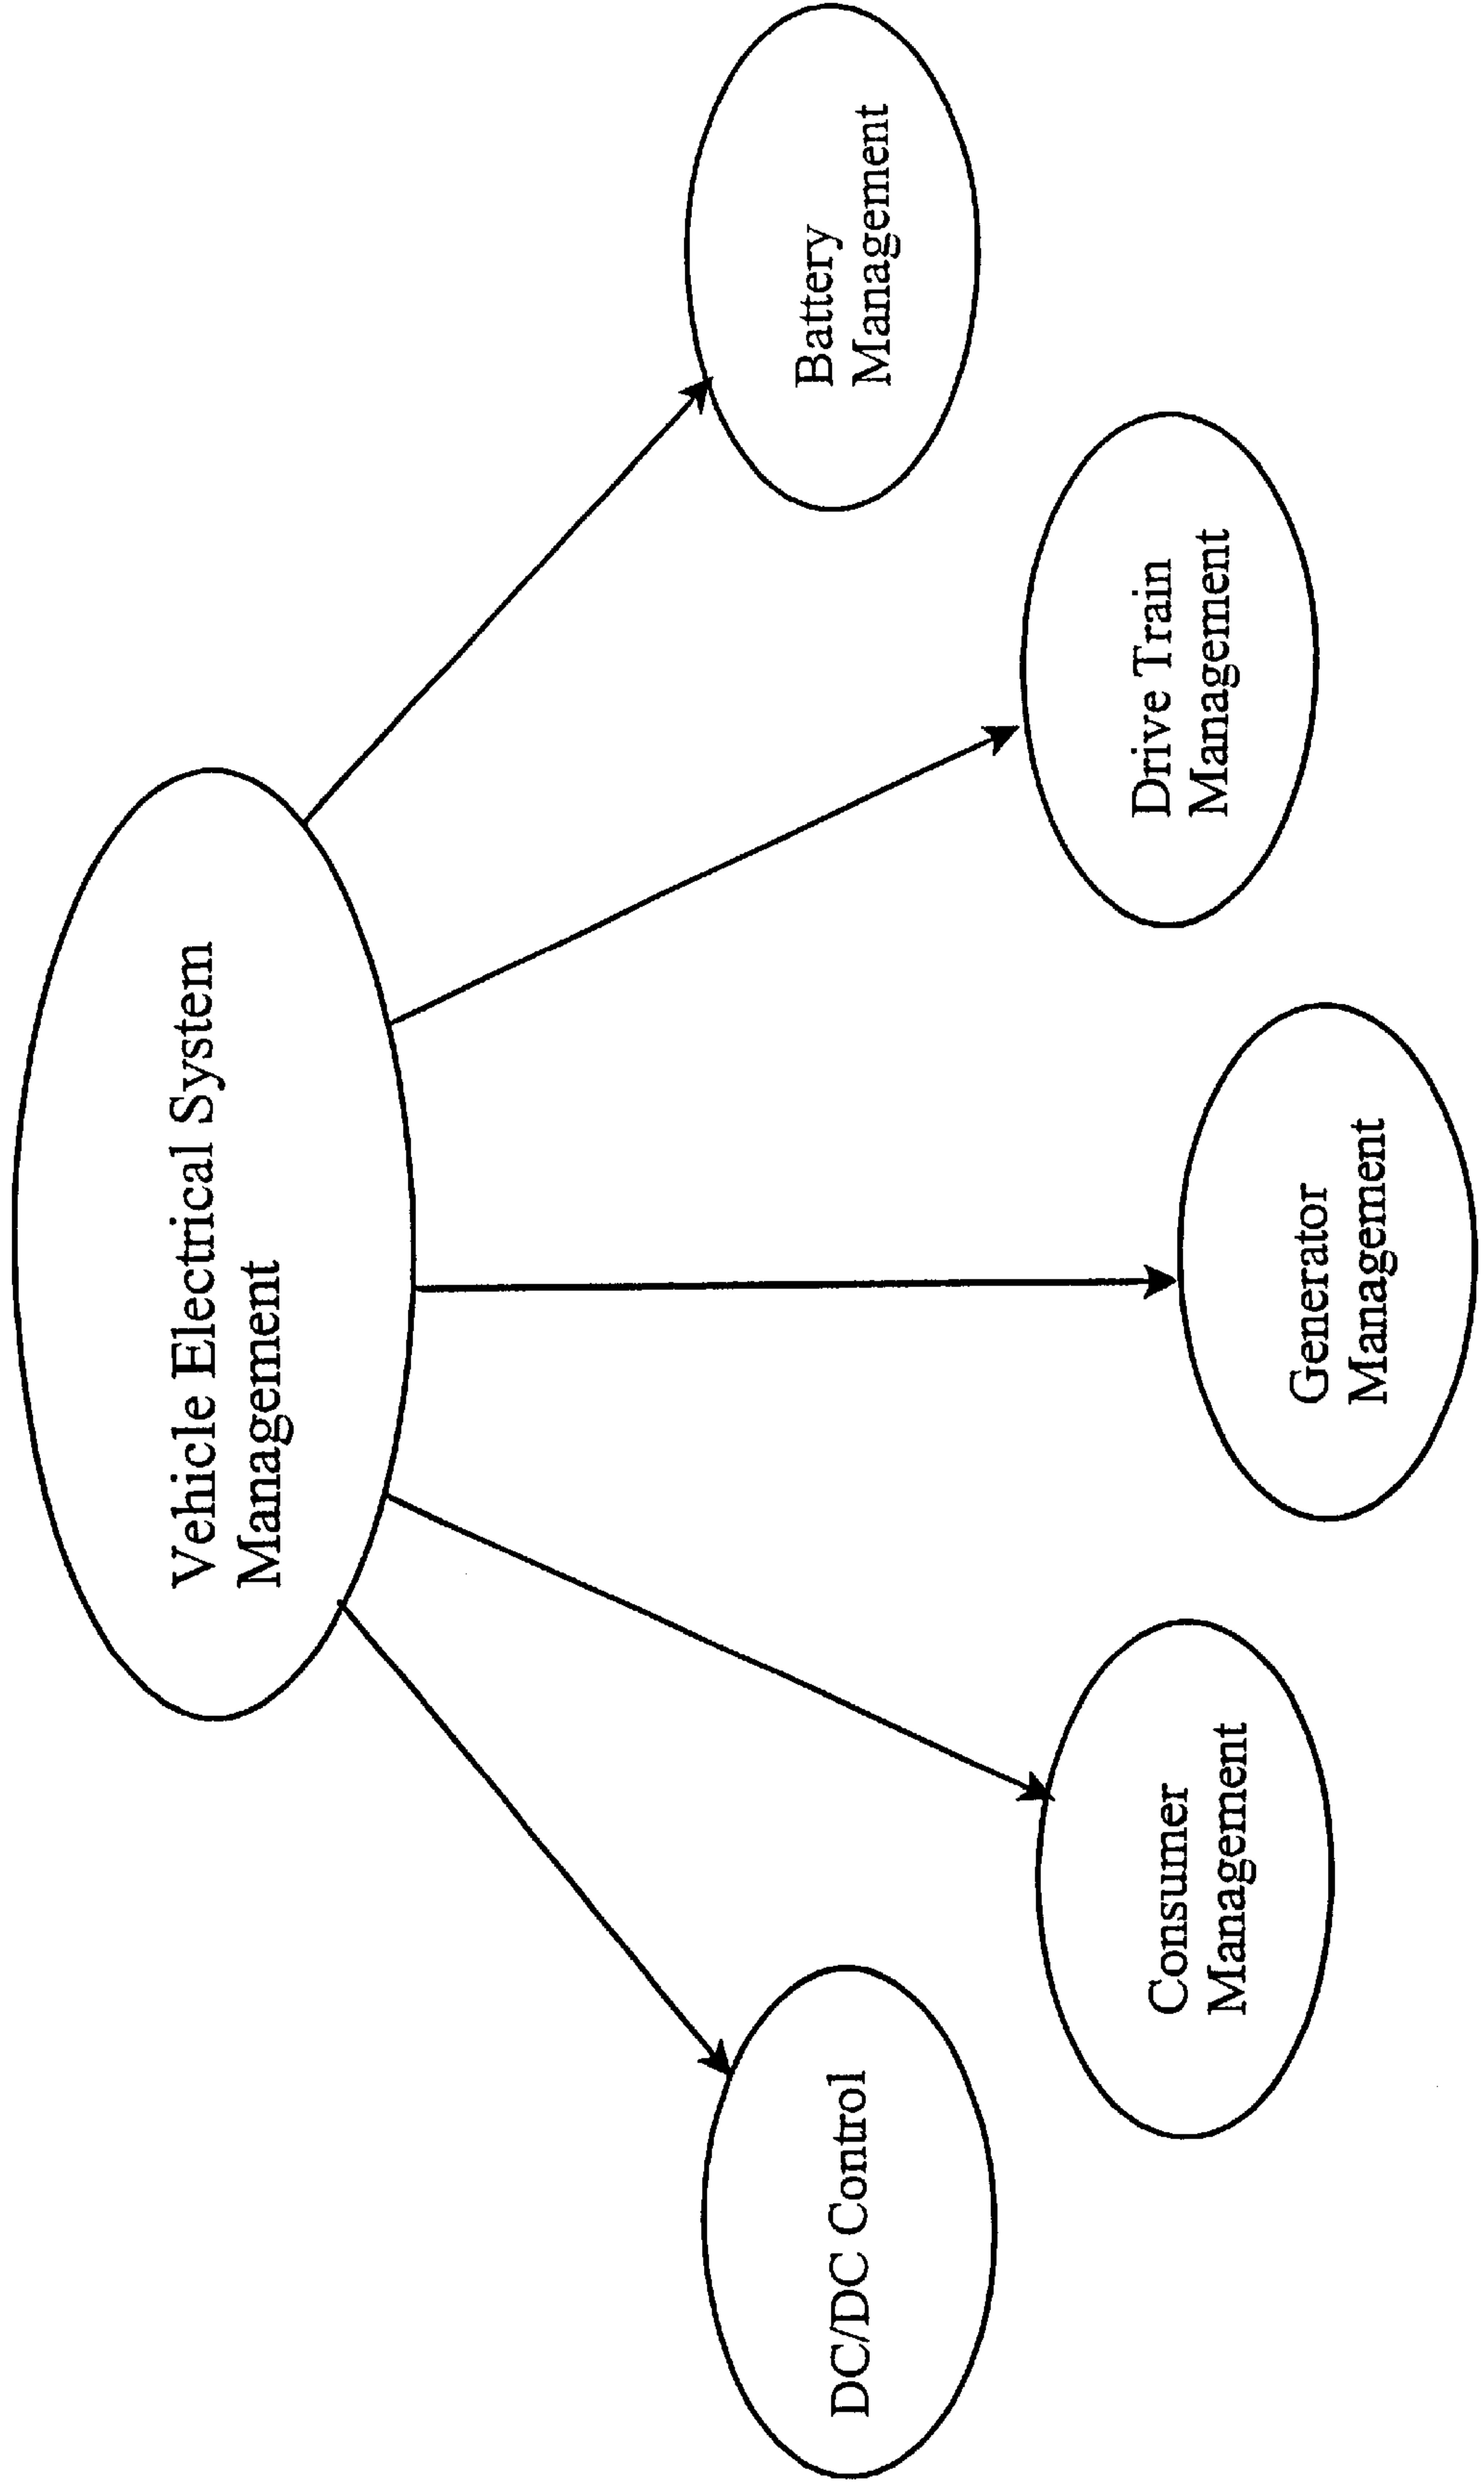 Vehicle Electrical System
Management
DC/DC Control
Consumer
Management
Generator
Management
Drive Train
Management
Battery
Management